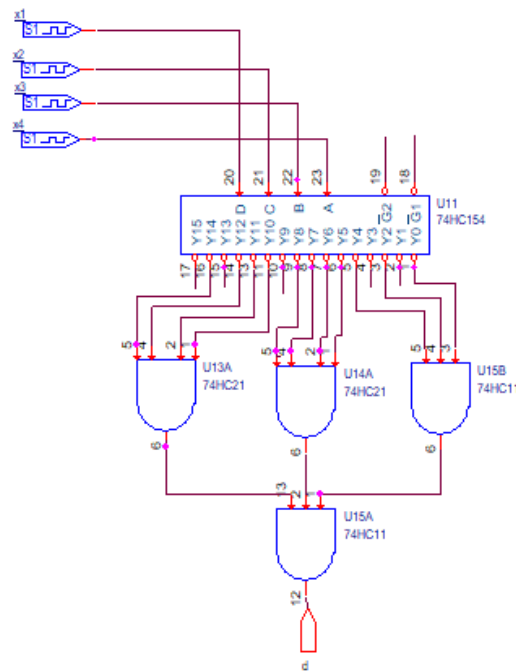 x1
S1
x2
S1
x3
S1
x4
S1
20 21 22 23 19 18
D C B A G2 G1
U11
74HC154
Y15 Y14 Y13 Y12 Y11 Y10 Y9 Y8 Y7 Y6 Y5 Y4 Y3 Y2 Y1 Y0
17 16 15 14 13 11 10 9 8 7 6 5 4 3 2 1
5 4 2 1
U13A
74HC21
6
5 4 2 1
U14A
74HC21
6
5 4 3
U15B
74HC11
6
13 2 1
U15A
74HC11
12
d